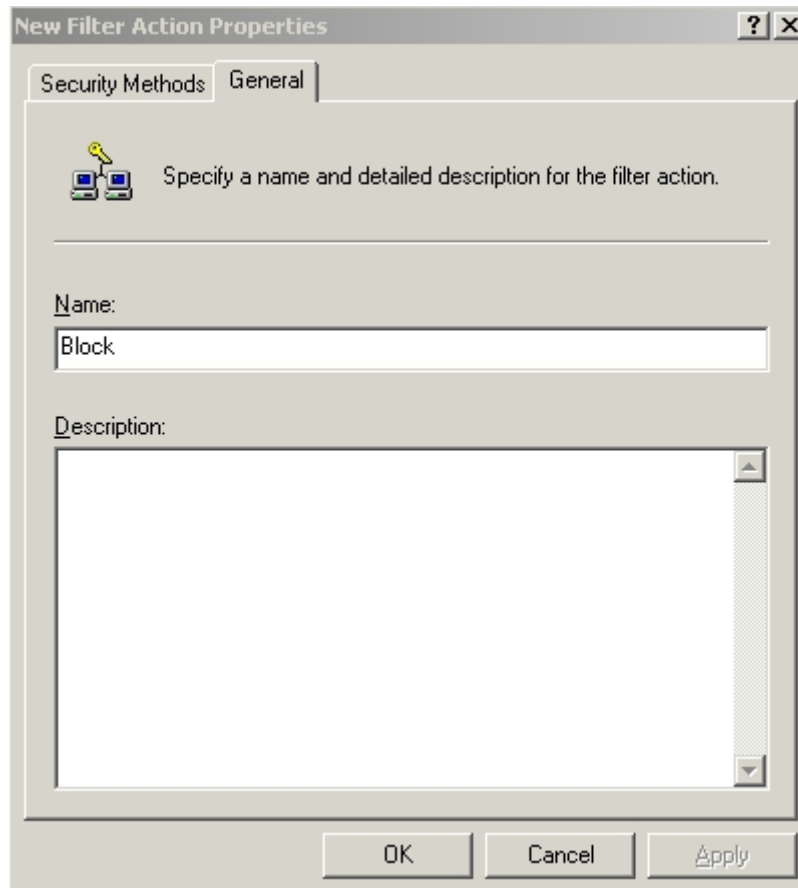 New Filter Action Properties
Security Methods General
Specify a name and detailed description for the filter action.
Name:
Block
Description:
OK Cancel Apply